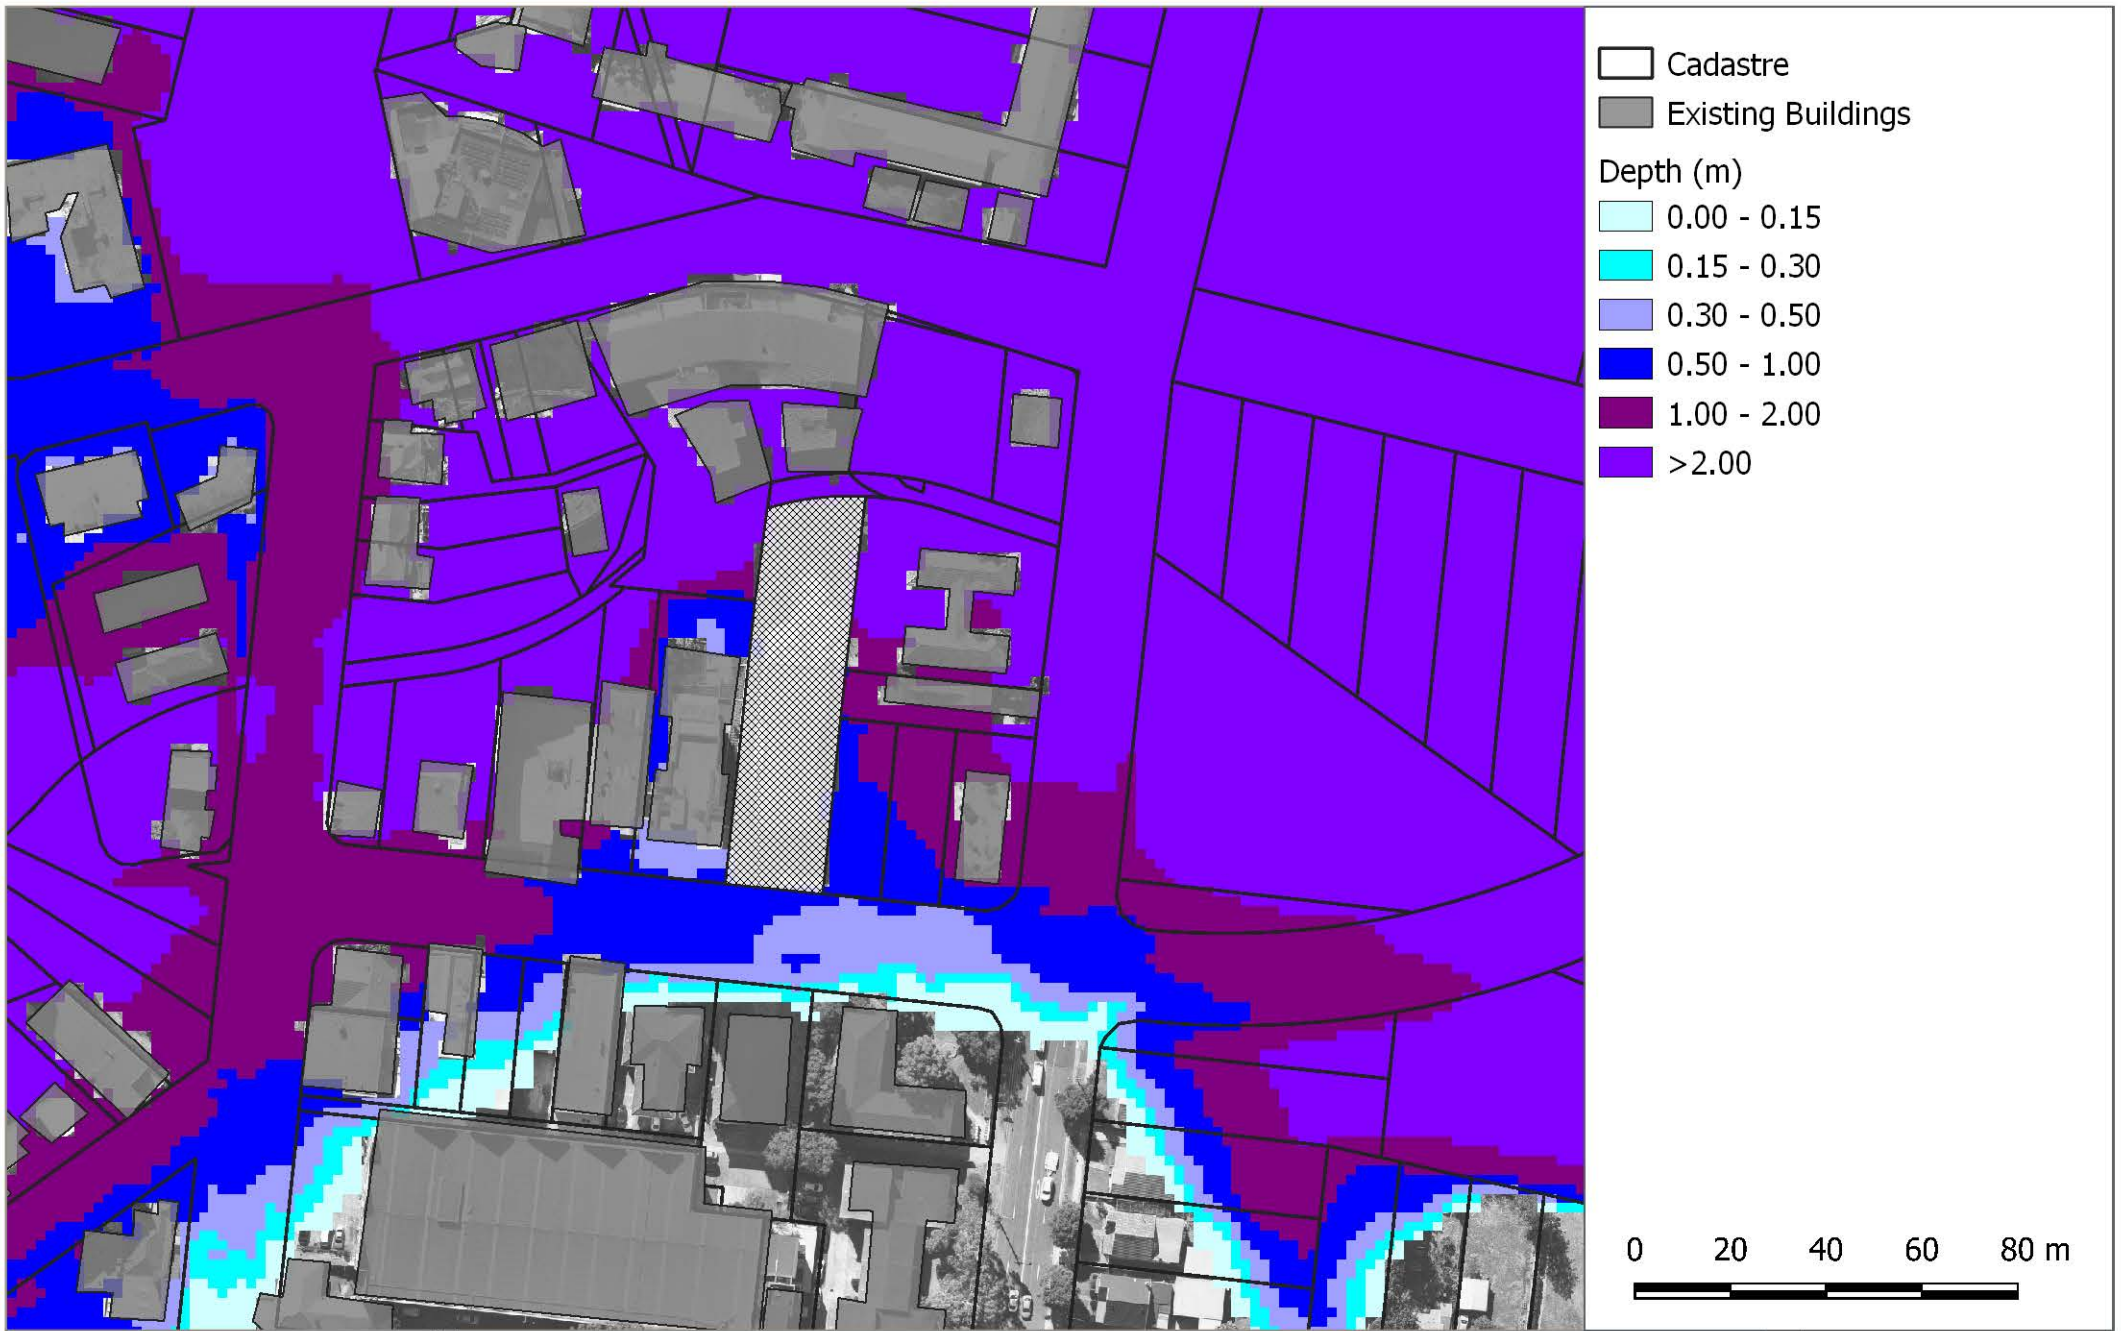 Cadastre
Existing Buildings
Depth (m)
0.00 - 0.15
0.15 - 0.30
0.30 - 0.50
0.50 - 1.00
1.00 - 2.00
>2.00
0 20 40 60 80 m